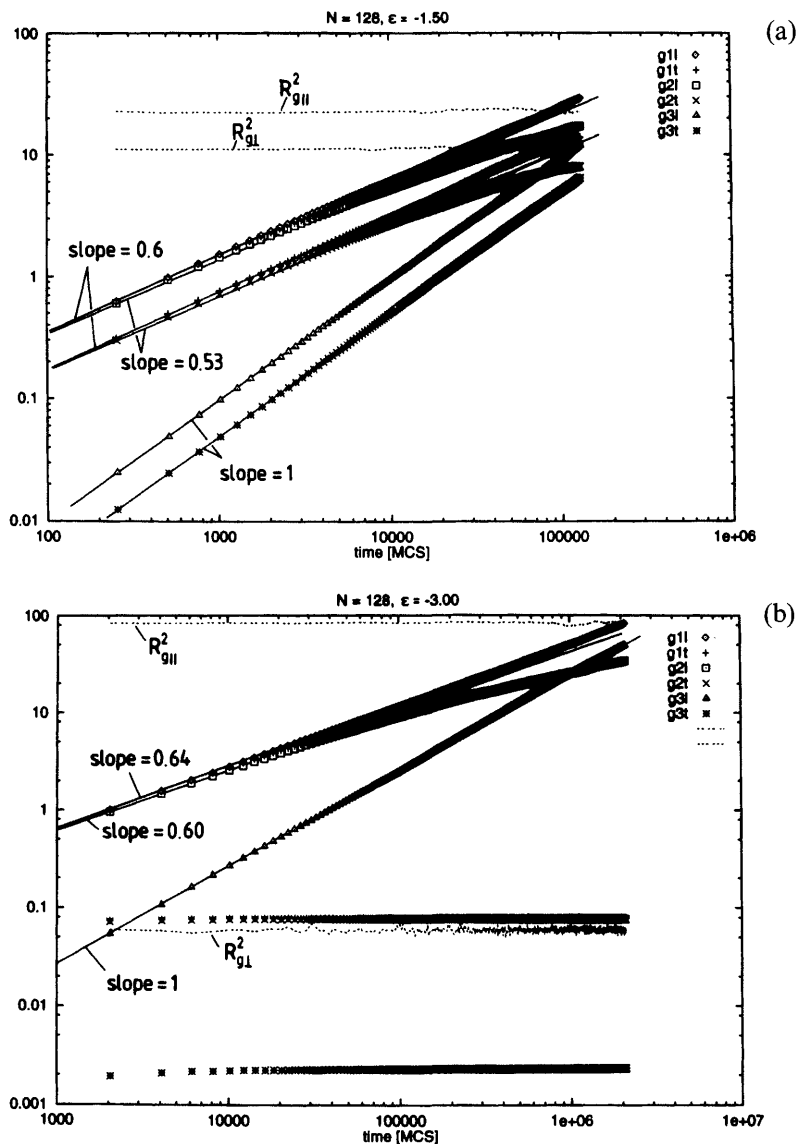 N = 128, ε = -1.50
(a)
100
10
1
0.1
0.01
R²g||
R²g⊥
g1l
g1t
g2l
g2t
g3l
g3t
slope = 0.6
slope = 0.53
slope = 1
100
1000
10000
100000
1e+06
time [MCS]
N = 128, ε = -3.00
(b)
100
10
1
0.1
0.01
0.001
R²g||
g1l
g1t
g2l
g2t
g3l
g3t
slope = 0.64
slope = 0.60
R²g⊥
slope = 1
1000
10000
100000
1e+06
1e+07
time [MCS]